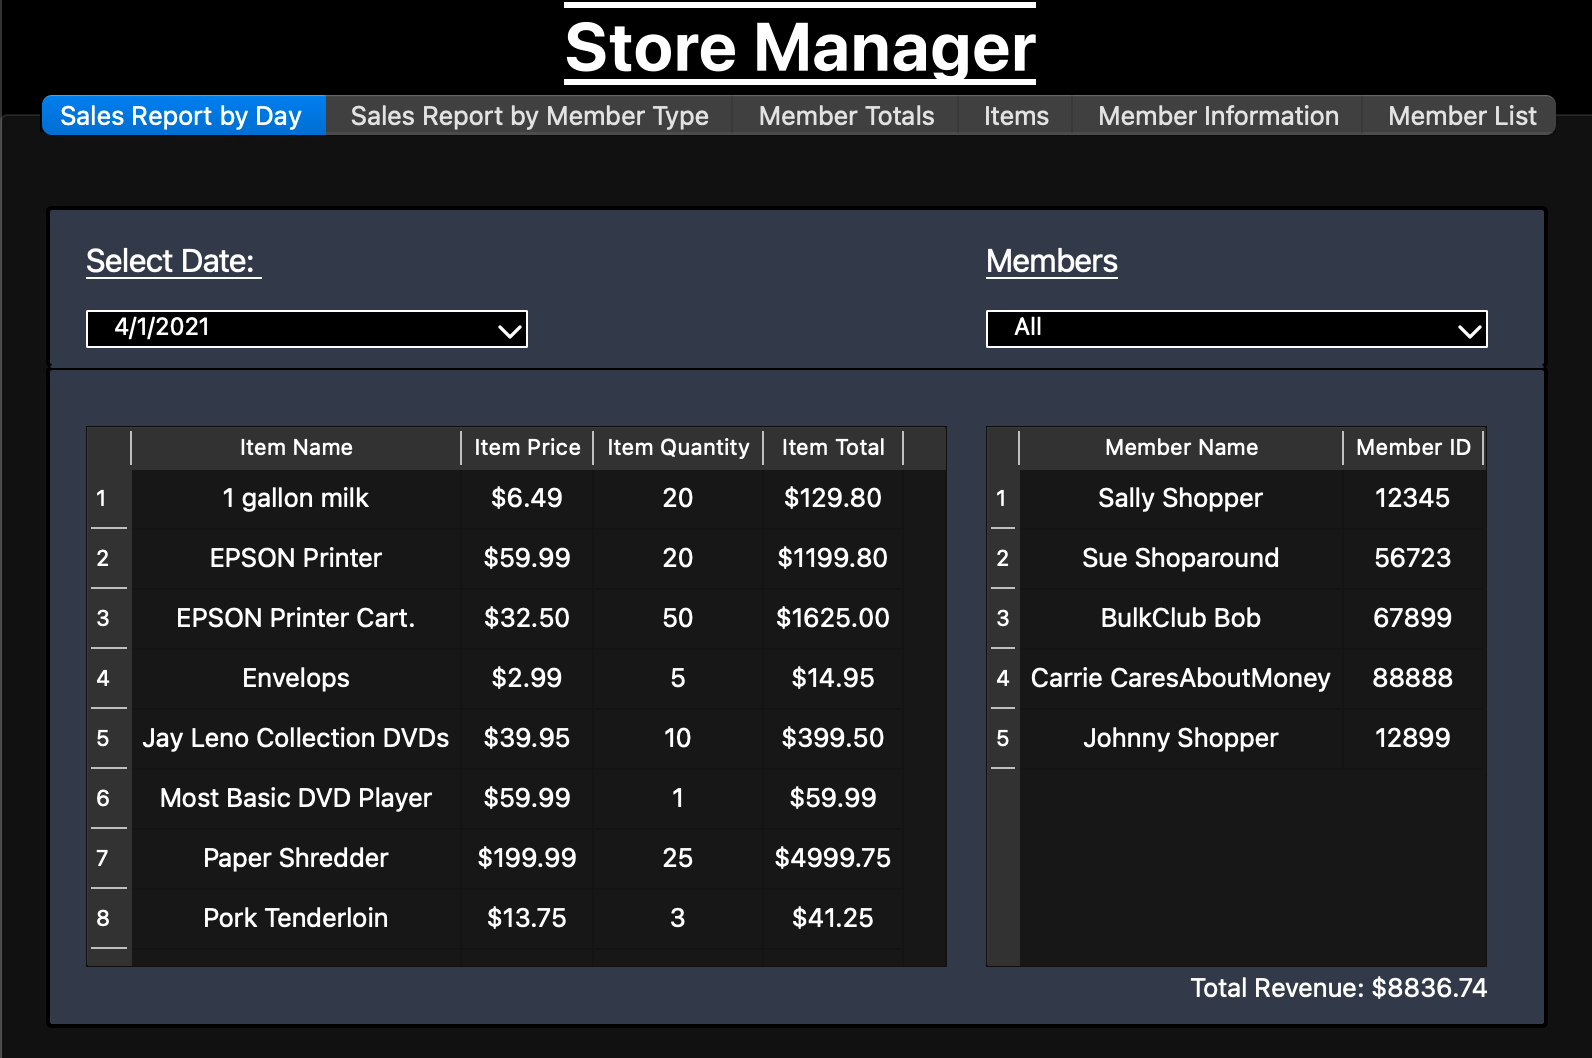 Store Manager
Sales Report by Day Sales Report by Member Type Member Totals Items Member Information Member List
Select Date: Members
4/1/2021 All
Item Name Item Price Item Quantity Item Total Member Name Member ID
1 1 gallon milk $6.49 20 $129.80 1 Sally Shopper 12345
2 EPSON Printer $59.99 20 $1199.80 2 Sue Shoparound 56723
3 EPSON Printer Cart. $32.50 50 $1625.00 3 BulkClub Bob 67899
4 Envelops $2.99 5 $14.95 4 Carrie CaresAboutMoney 88888
5 Jay Leno Collection DVDs $39.95 10 $399.50 5 Johnny Shopper 12899
6 Most Basic DVD Player $59.99 1 $59.99
7 Paper Shredder $199.99 25 $4999.75
8 Pork Tenderloin $13.75 3 $41.25
Total Revenue: $8836.74